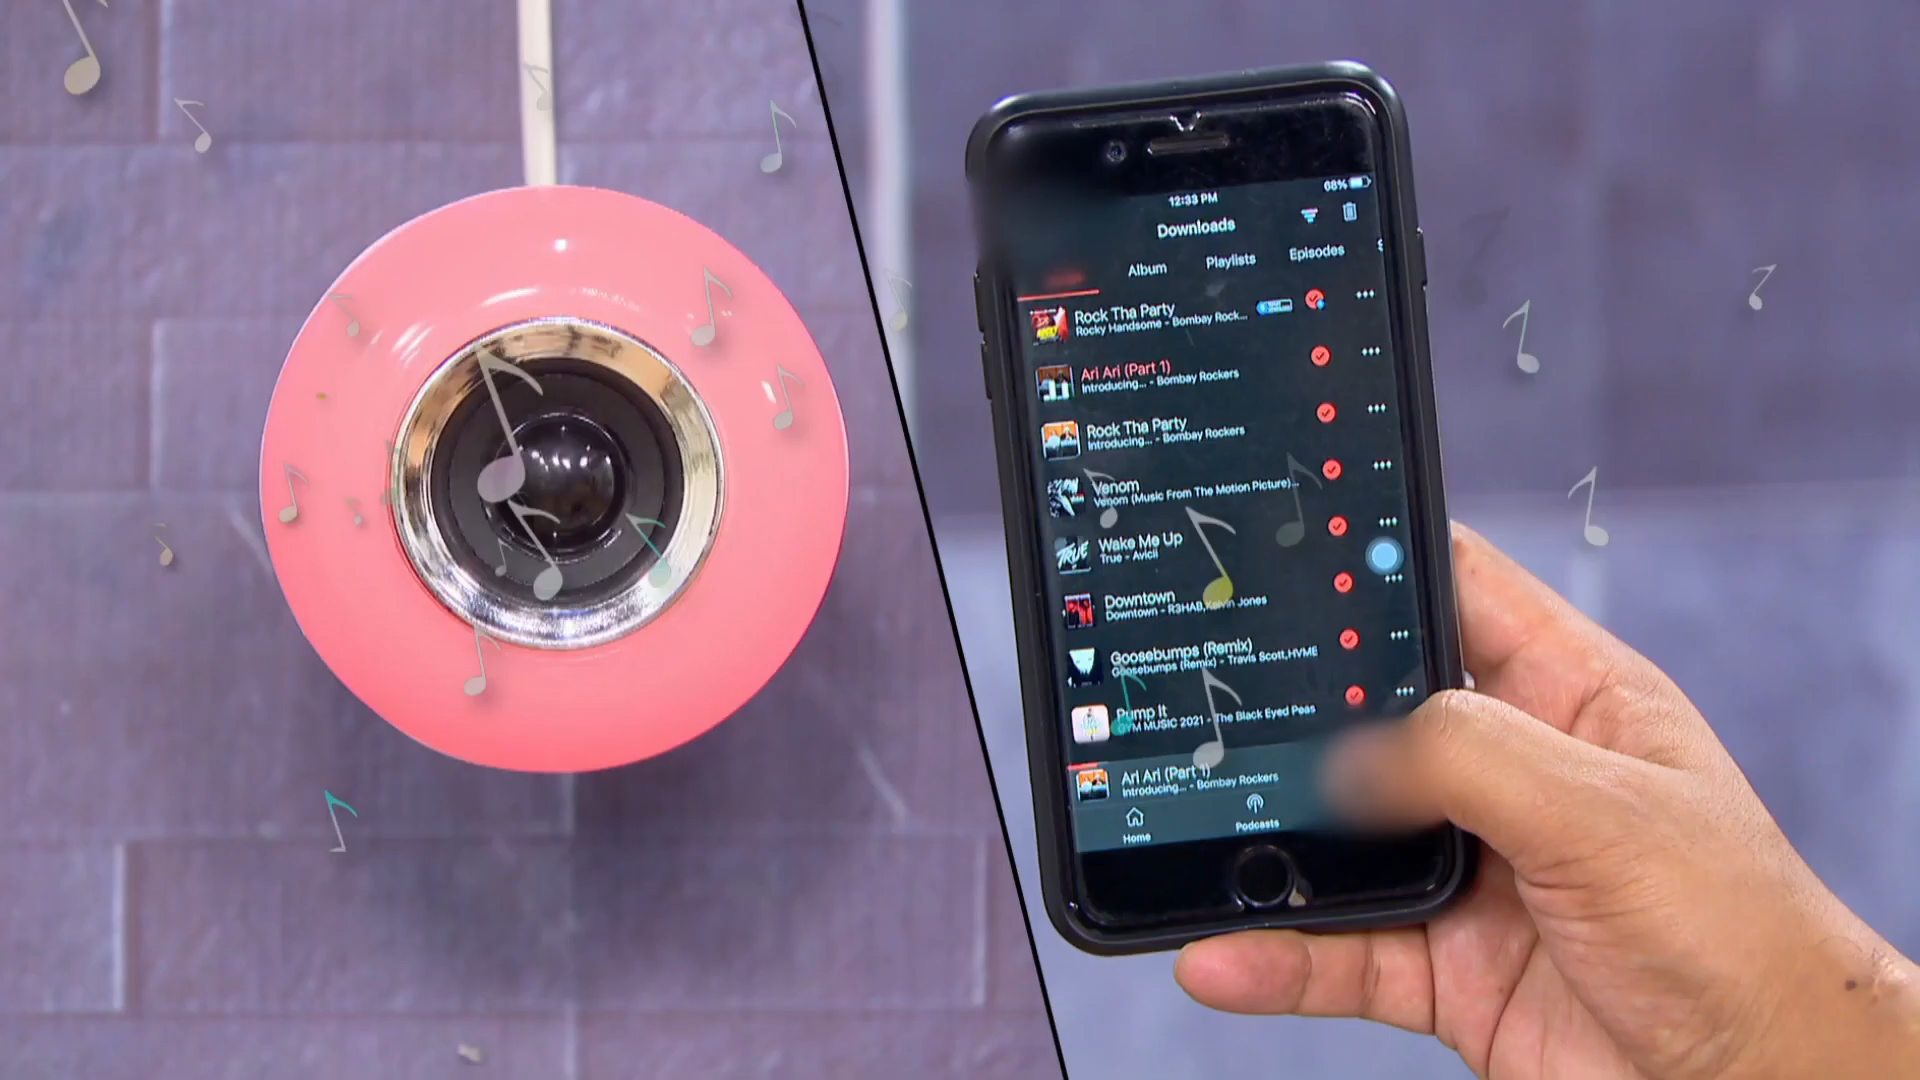 12:33 PM
68%
Downloads
Album Playlists Episodes
Rock Tha Party
Rocky Handsome - Bombay Rock...
Ari Ari (Part 1)
Introducing... - Bombay Rockers
Rock Tha Party
Introducing... - Bombay Rockers
Venom
Venom (Music From The Motion Picture)...
Wake Me Up
True - Avicii
TRUE
Downtown
Downtown - R3HAB,Kelvin Jones
Goosebumps (Remix)
Goosebumps (Remix) - Travis Scott,HVME
Pump It
GYM MUSIC 2021 - The Black Eyed Peas
Ari Ari (Part 1)
Introducing... - Bombay Rockers
Home
Podcasts